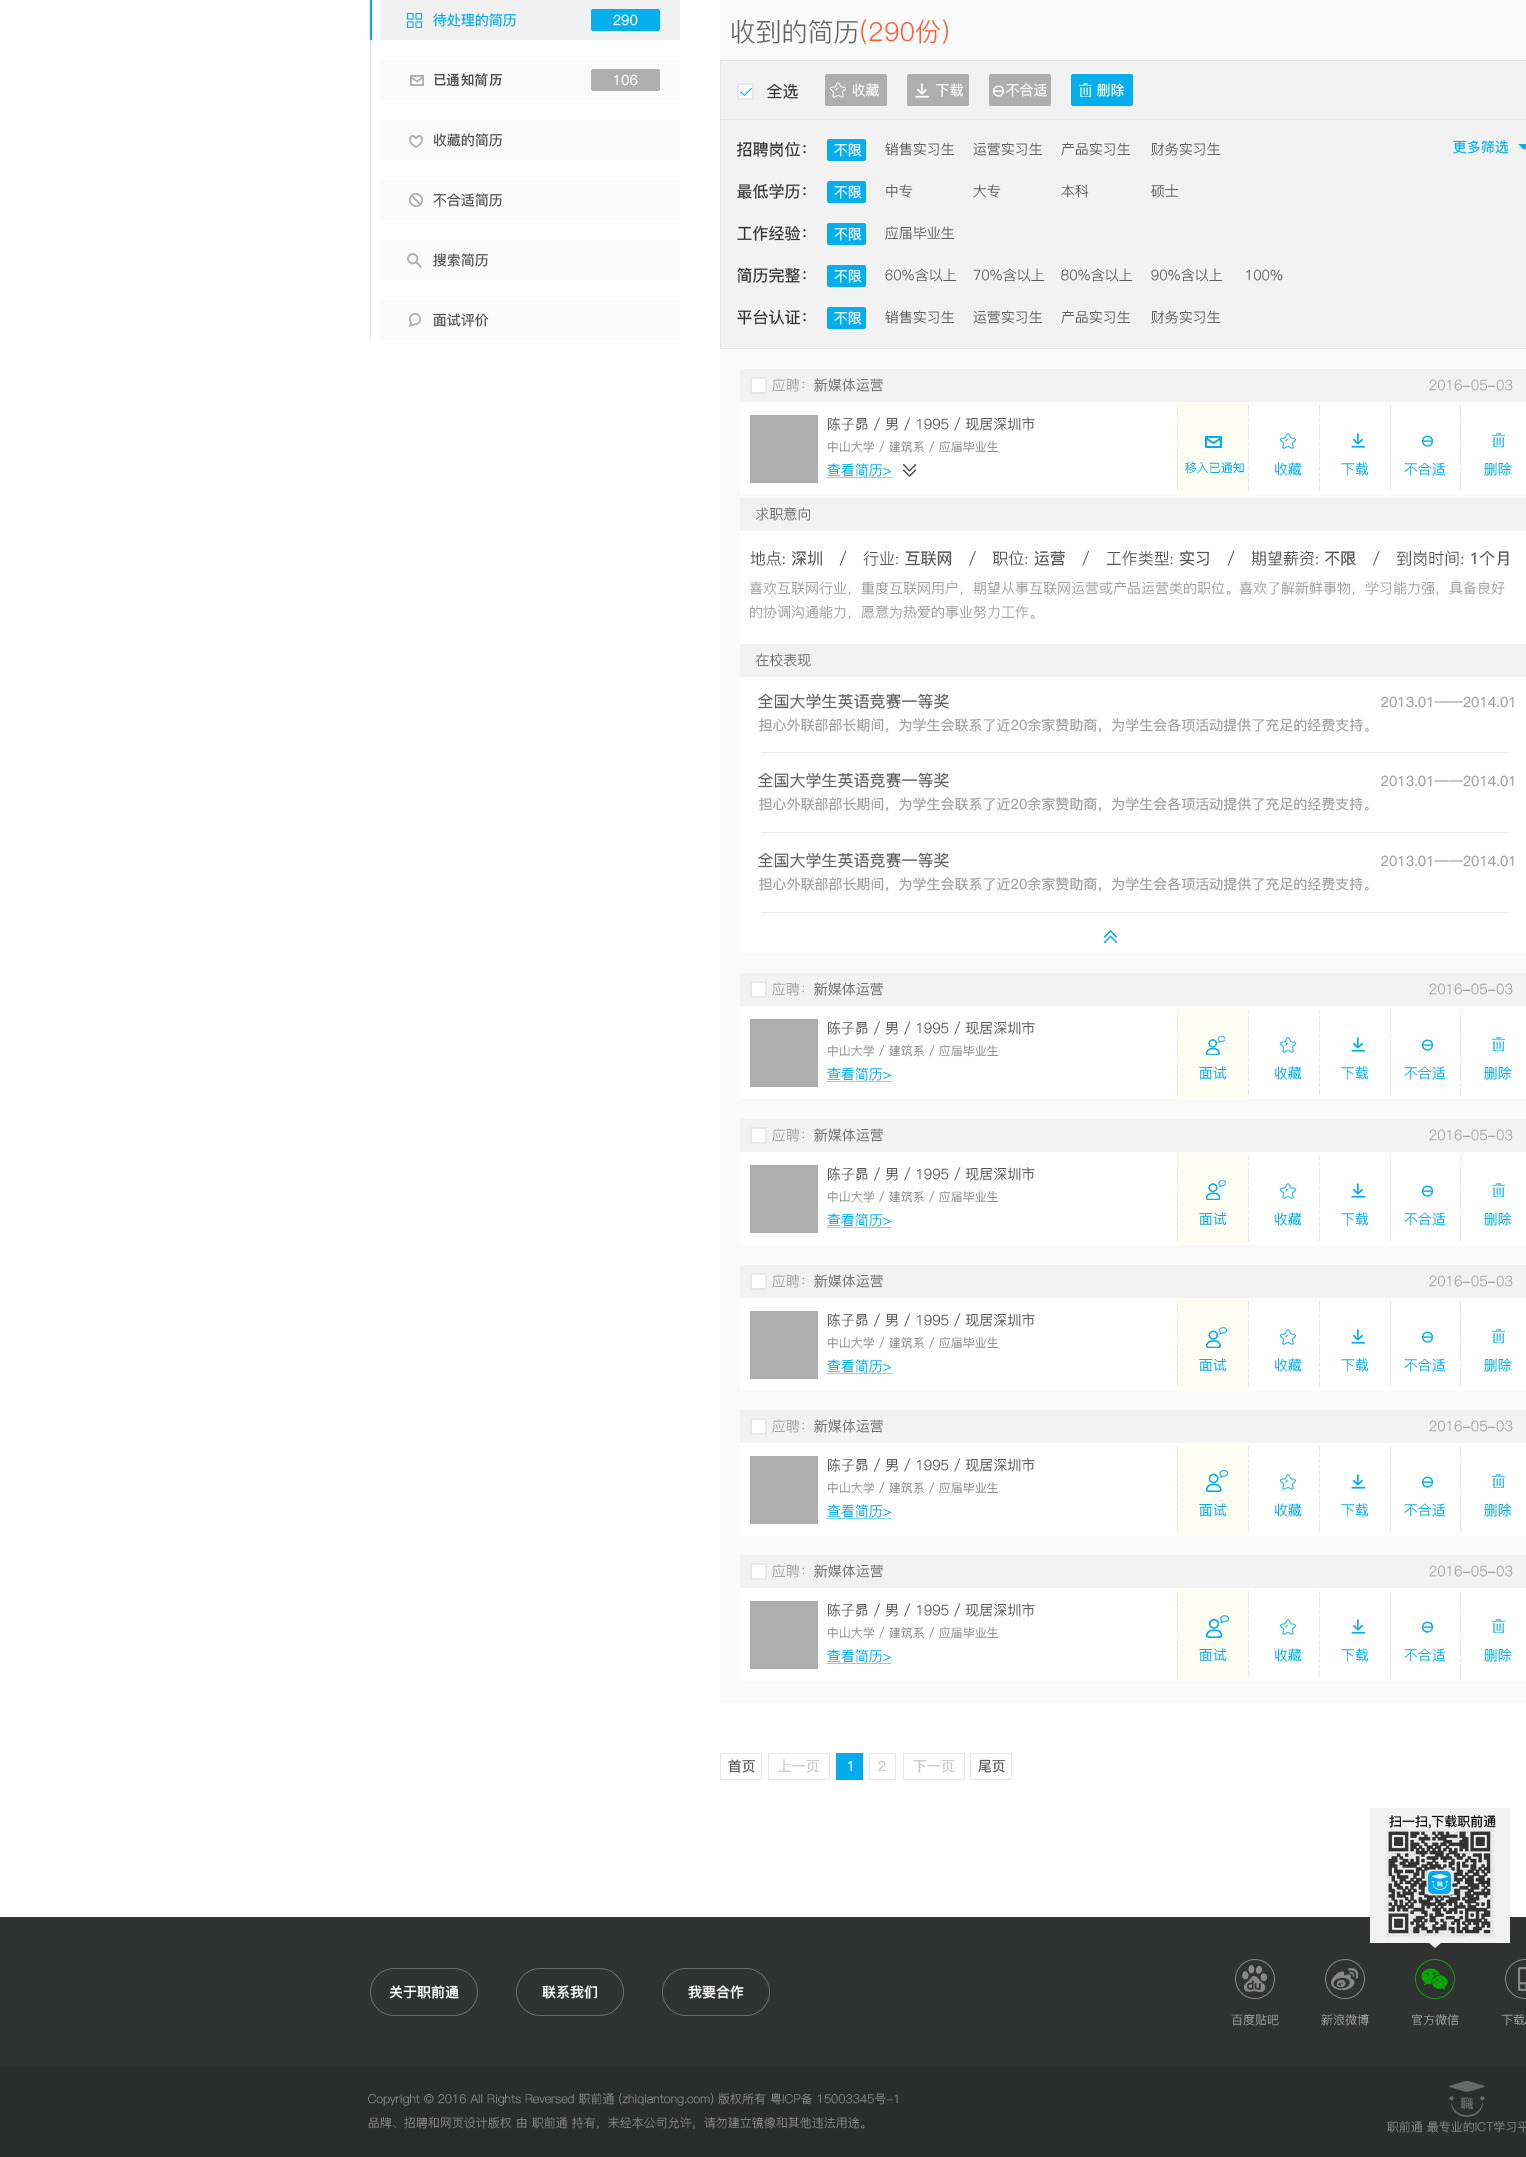 待处理的简历 290
已通知简历 106
收藏的简历
不合适简历
搜索简历
面试评价
收到的简历(290份)
全选 收藏 下载 不合适 删除
招聘岗位： 不限 销售实习生 运营实习生 产品实习生 财务实习生 更多筛选
最低学历： 不限 中专 大专 本科 硕士
工作经验： 不限 应届毕业生
简历完整： 不限 60%含以上 70%含以上 80%含以上 90%含以上 100%
平台认证： 不限 销售实习生 运营实习生 产品实习生 财务实习生
应聘：新媒体运营 2016-05-03
陈子昂 / 男 / 1995 / 现居深圳市
中山大学 / 建筑系 / 应届毕业生
查看简历>
移入已通知 收藏 下载 不合适 删除
求职意向
地点: 深圳 / 行业: 互联网 / 职位: 运营 / 工作类型: 实习 / 期望薪资: 不限 / 到岗时间: 1个月
喜欢互联网行业，重度互联网用户，期望从事互联网运营或产品运营类的职位。喜欢了解新鲜事物，学习能力强，具备良好
的协调沟通能力，愿意为热爱的事业努力工作。
在校表现
全国大学生英语竞赛一等奖 2013.01——2014.01
担心外联部部长期间，为学生会联系了近20余家赞助商，为学生会各项活动提供了充足的经费支持。
全国大学生英语竞赛一等奖 2013.01——2014.01
担心外联部部长期间，为学生会联系了近20余家赞助商，为学生会各项活动提供了充足的经费支持。
全国大学生英语竞赛一等奖 2013.01——2014.01
担心外联部部长期间，为学生会联系了近20余家赞助商，为学生会各项活动提供了充足的经费支持。
应聘：新媒体运营 2016-05-03
陈子昂 / 男 / 1995 / 现居深圳市
中山大学 / 建筑系 / 应届毕业生
查看简历>
面试 收藏 下载 不合适 删除
应聘：新媒体运营 2016-05-03
陈子昂 / 男 / 1995 / 现居深圳市
中山大学 / 建筑系 / 应届毕业生
查看简历>
面试 收藏 下载 不合适 删除
应聘：新媒体运营 2016-05-03
陈子昂 / 男 / 1995 / 现居深圳市
中山大学 / 建筑系 / 应届毕业生
查看简历>
面试 收藏 下载 不合适 删除
应聘：新媒体运营 2016-05-03
陈子昂 / 男 / 1995 / 现居深圳市
中山大学 / 建筑系 / 应届毕业生
查看简历>
面试 收藏 下载 不合适 删除
应聘：新媒体运营 2016-05-03
陈子昂 / 男 / 1995 / 现居深圳市
中山大学 / 建筑系 / 应届毕业生
查看简历>
面试 收藏 下载 不合适 删除
首页 上一页 1 2 下一页 尾页
扫一扫,下载职前通
关于职前通 联系我们 我要合作
百度贴吧 新浪微博 官方微信 下载
Copyright © 2016 All Rights Reversed 职前通 (zhiqiantong.com) 版权所有 粤ICP备 15003345号-1
品牌、招聘和网页设计版权 由 职前通 持有，未经本公司允许，请勿建立镜像和其他违法用途。
職
职前通 最专业的ICT学习平